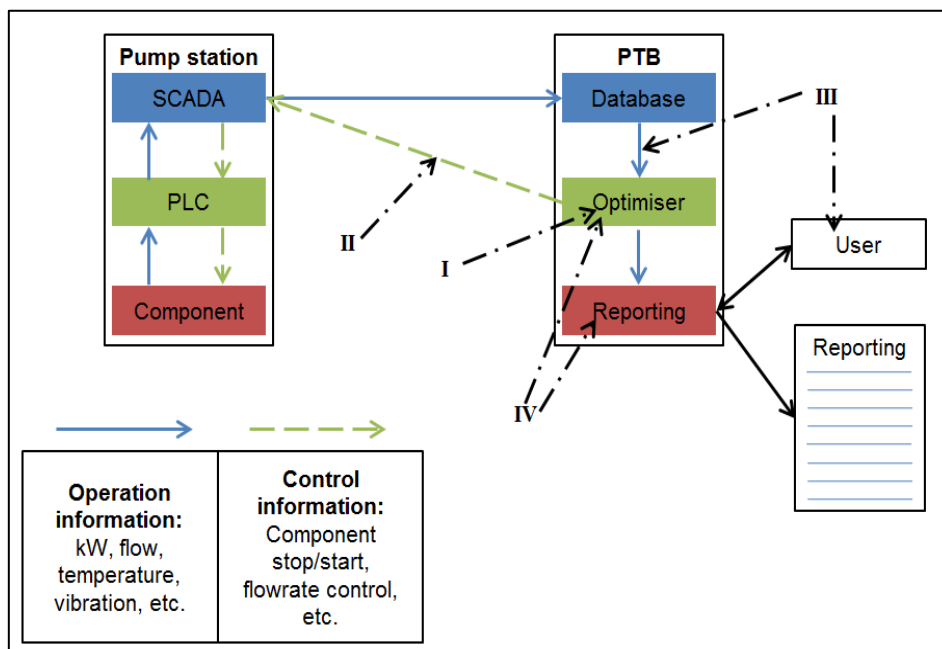 Pump station
SCADA
PLC
Component
PTB
Database
Optimiser
Reporting
III
II
I
IV
User
Reporting
Operation
information:
kW, flow,
temperature,
vibration, etc.
Control
information:
Component
stop/start,
flowrate control,
etc.